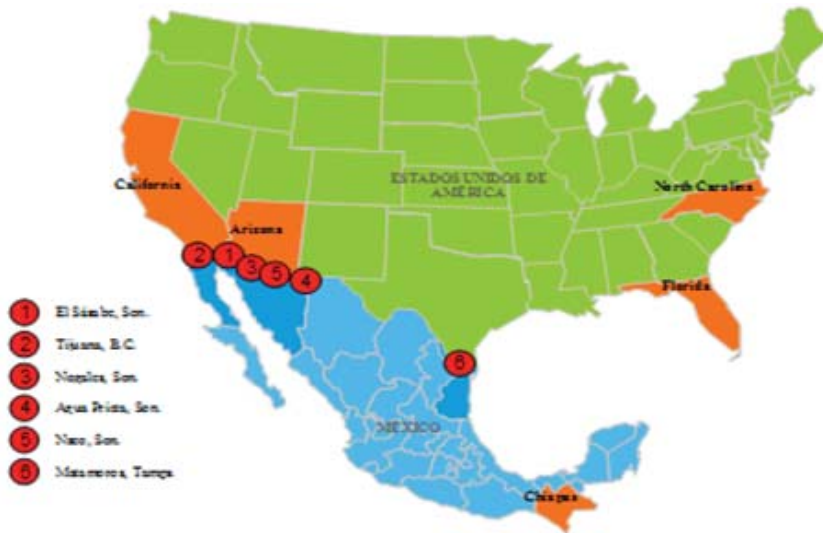 California
ESTADOS UNIDOS DE
AMÉRICA
North Carolina
Arizona
2
1
3
5
4
Florida
6
MÉXICO
Chiapas
1 El Sásabe, Son.
2 Tijuana, B.C.
3 Nogales, Son.
4 Agua Prieta, Son.
5 Naco, Son.
6 Matamoros, Tamps.